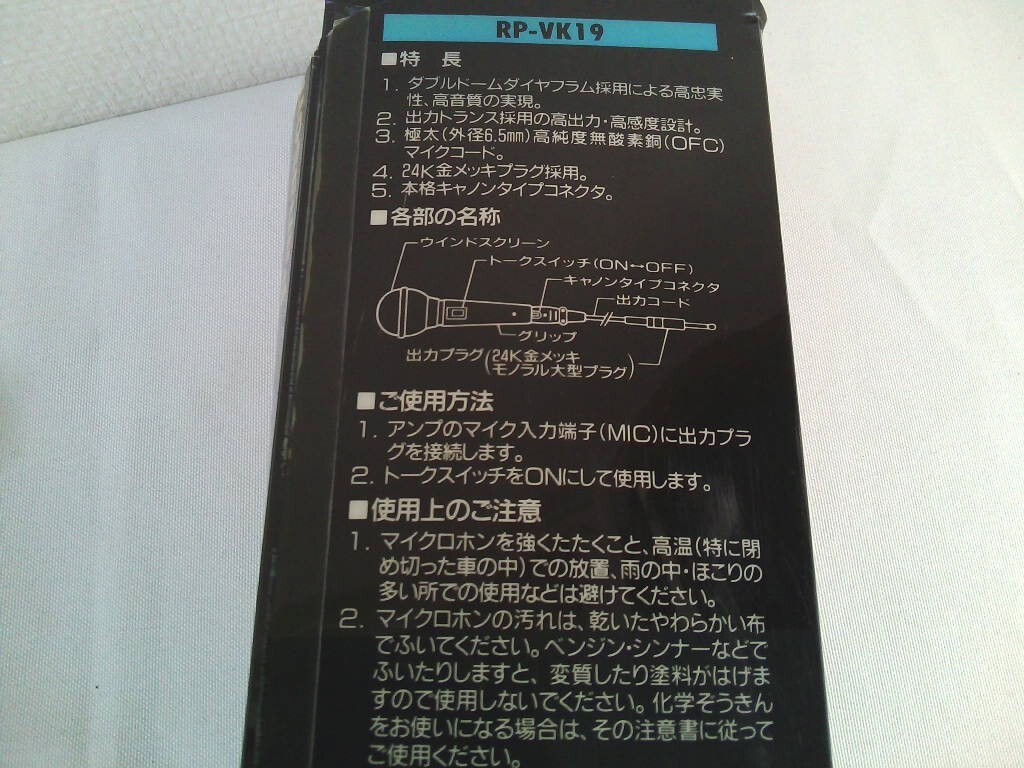 RP-VK19
■特 長
1. ダブルドームダイヤフラム採用による高忠実
性、高音質の実現。
2. 出力トランス採用の高出力・高感度設計。
3. 極太(外径6.5mm)高純度無酸素銅(OFC)
マイクコード。
4. 24K金メッキプラグ採用。
5. 本格キャノンタイプコネクタ。
■各部の名称
ウインドスクリーン
トークスイッチ(ON↔OFF)
キャノンタイプコネクタ
出力コード
グリップ
出力プラグ(24K金メッキ
モノラル大型プラグ)
■ご使用方法
1. アンプのマイク入力端子(MIC)に出力プラ
グを接続します。
2. トークスイッチをONにして使用します。
■使用上のご注意
1. マイクロホンを強くたたくこと、高温(特に閉
め切った車の中)での放置、雨の中・ほこりの
多い所での使用などは避けてください。
2. マイクロホンの汚れは、乾いたやわらかい布
でふいてください。ベンジン・シンナーなどで
ふいたりしますと、変質したり塗料がはげま
すので使用しないでください。化学ぞうきん
をお使いになる場合は、その注意書に従って
ご使用ください。